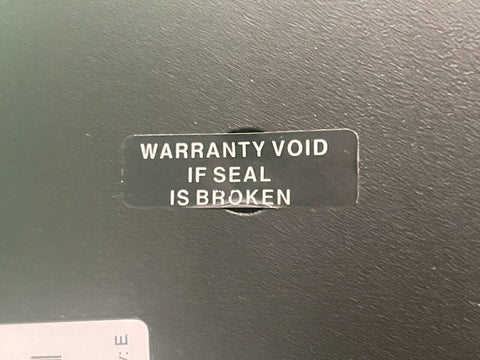 WARRANTY VOID
IF SEAL
IS BROKEN
: E